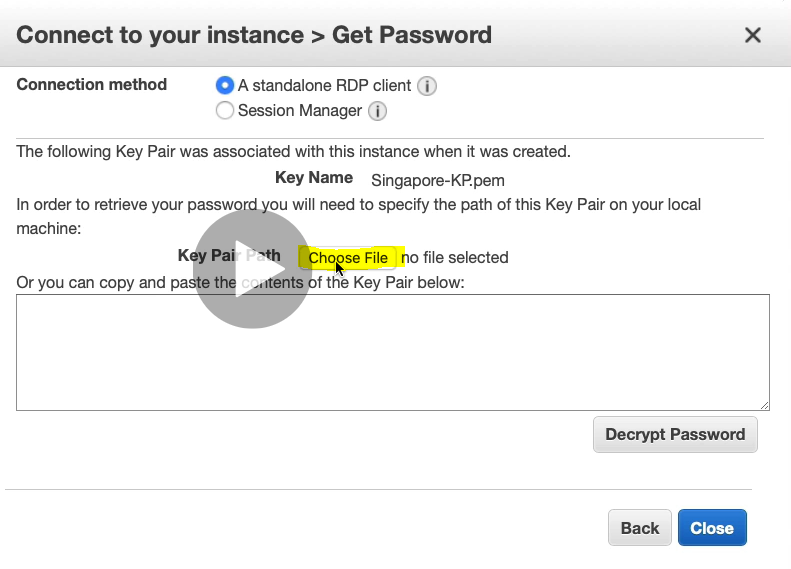 Connect to your instance > Get Password
Connection method
A standalone RDP client
Session Manager
The following Key Pair was associated with this instance when it was created.
Key Name Singapore-KP.pem
In order to retrieve your password you will need to specify the path of this Key Pair on your local
machine:
Key Pair Path Choose File no file selected
Or you can copy and paste the contents of the Key Pair below:
Decrypt Password
Back Close